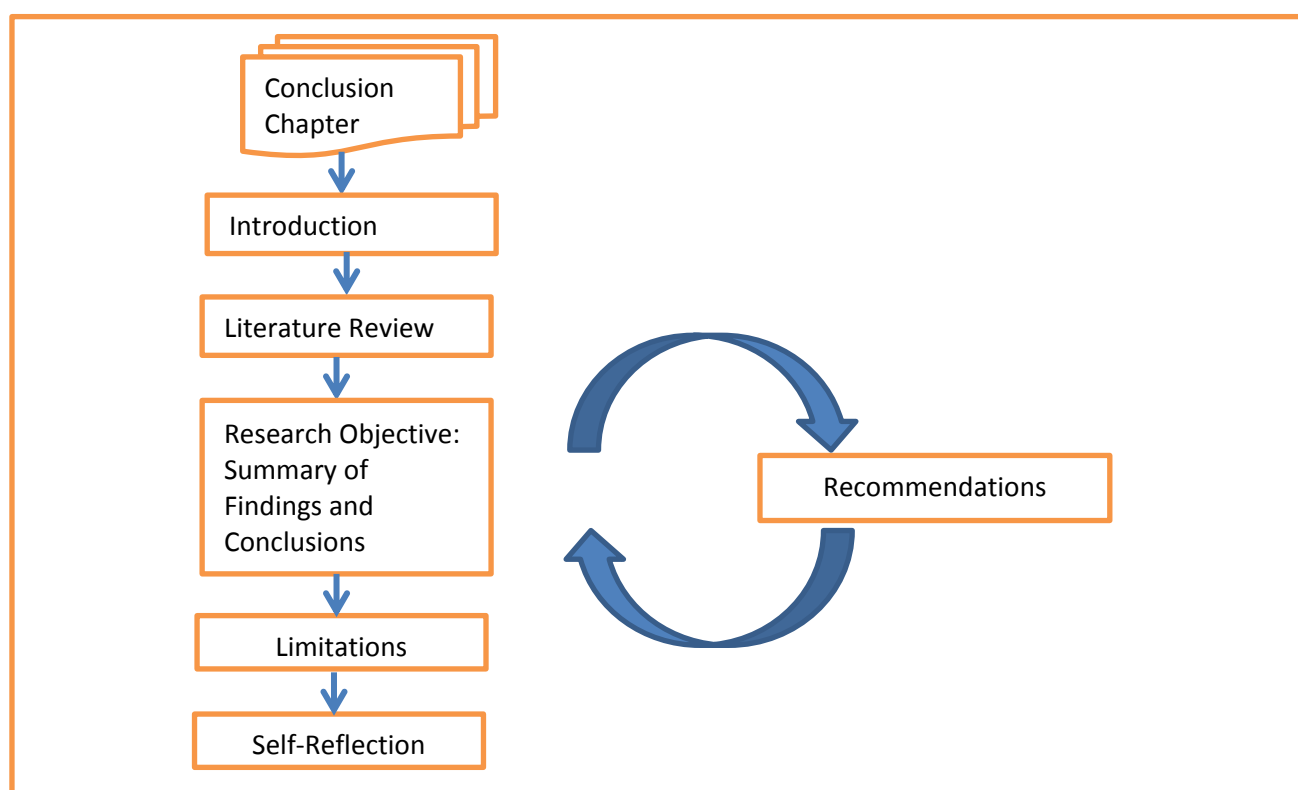 Conclusion
Chapter
Introduction
Literature Review
Research Objective:
Summary of
Findings and
Conclusions
Recommendations
Limitations
Self-Reflection